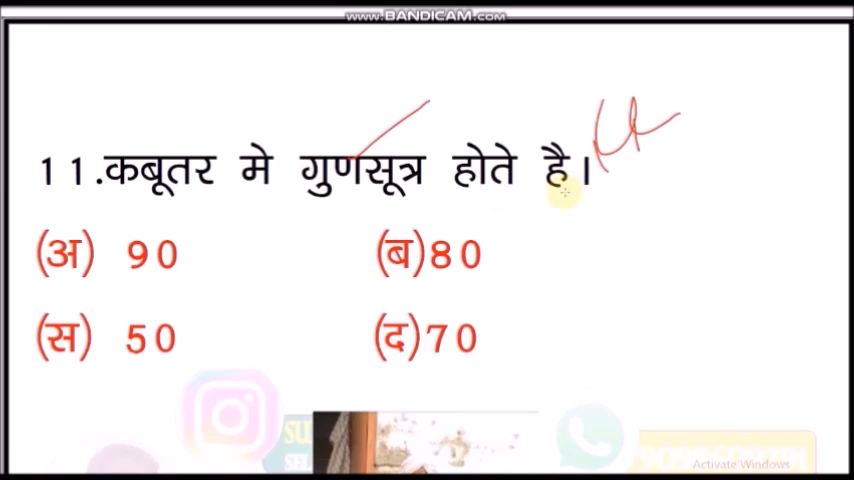 www.BANDICAM.com
11.कबूतर मे गुणसूत्र होते है।
(अ) 90 (ब)80
(स) 50 (द)70
Activate Windows